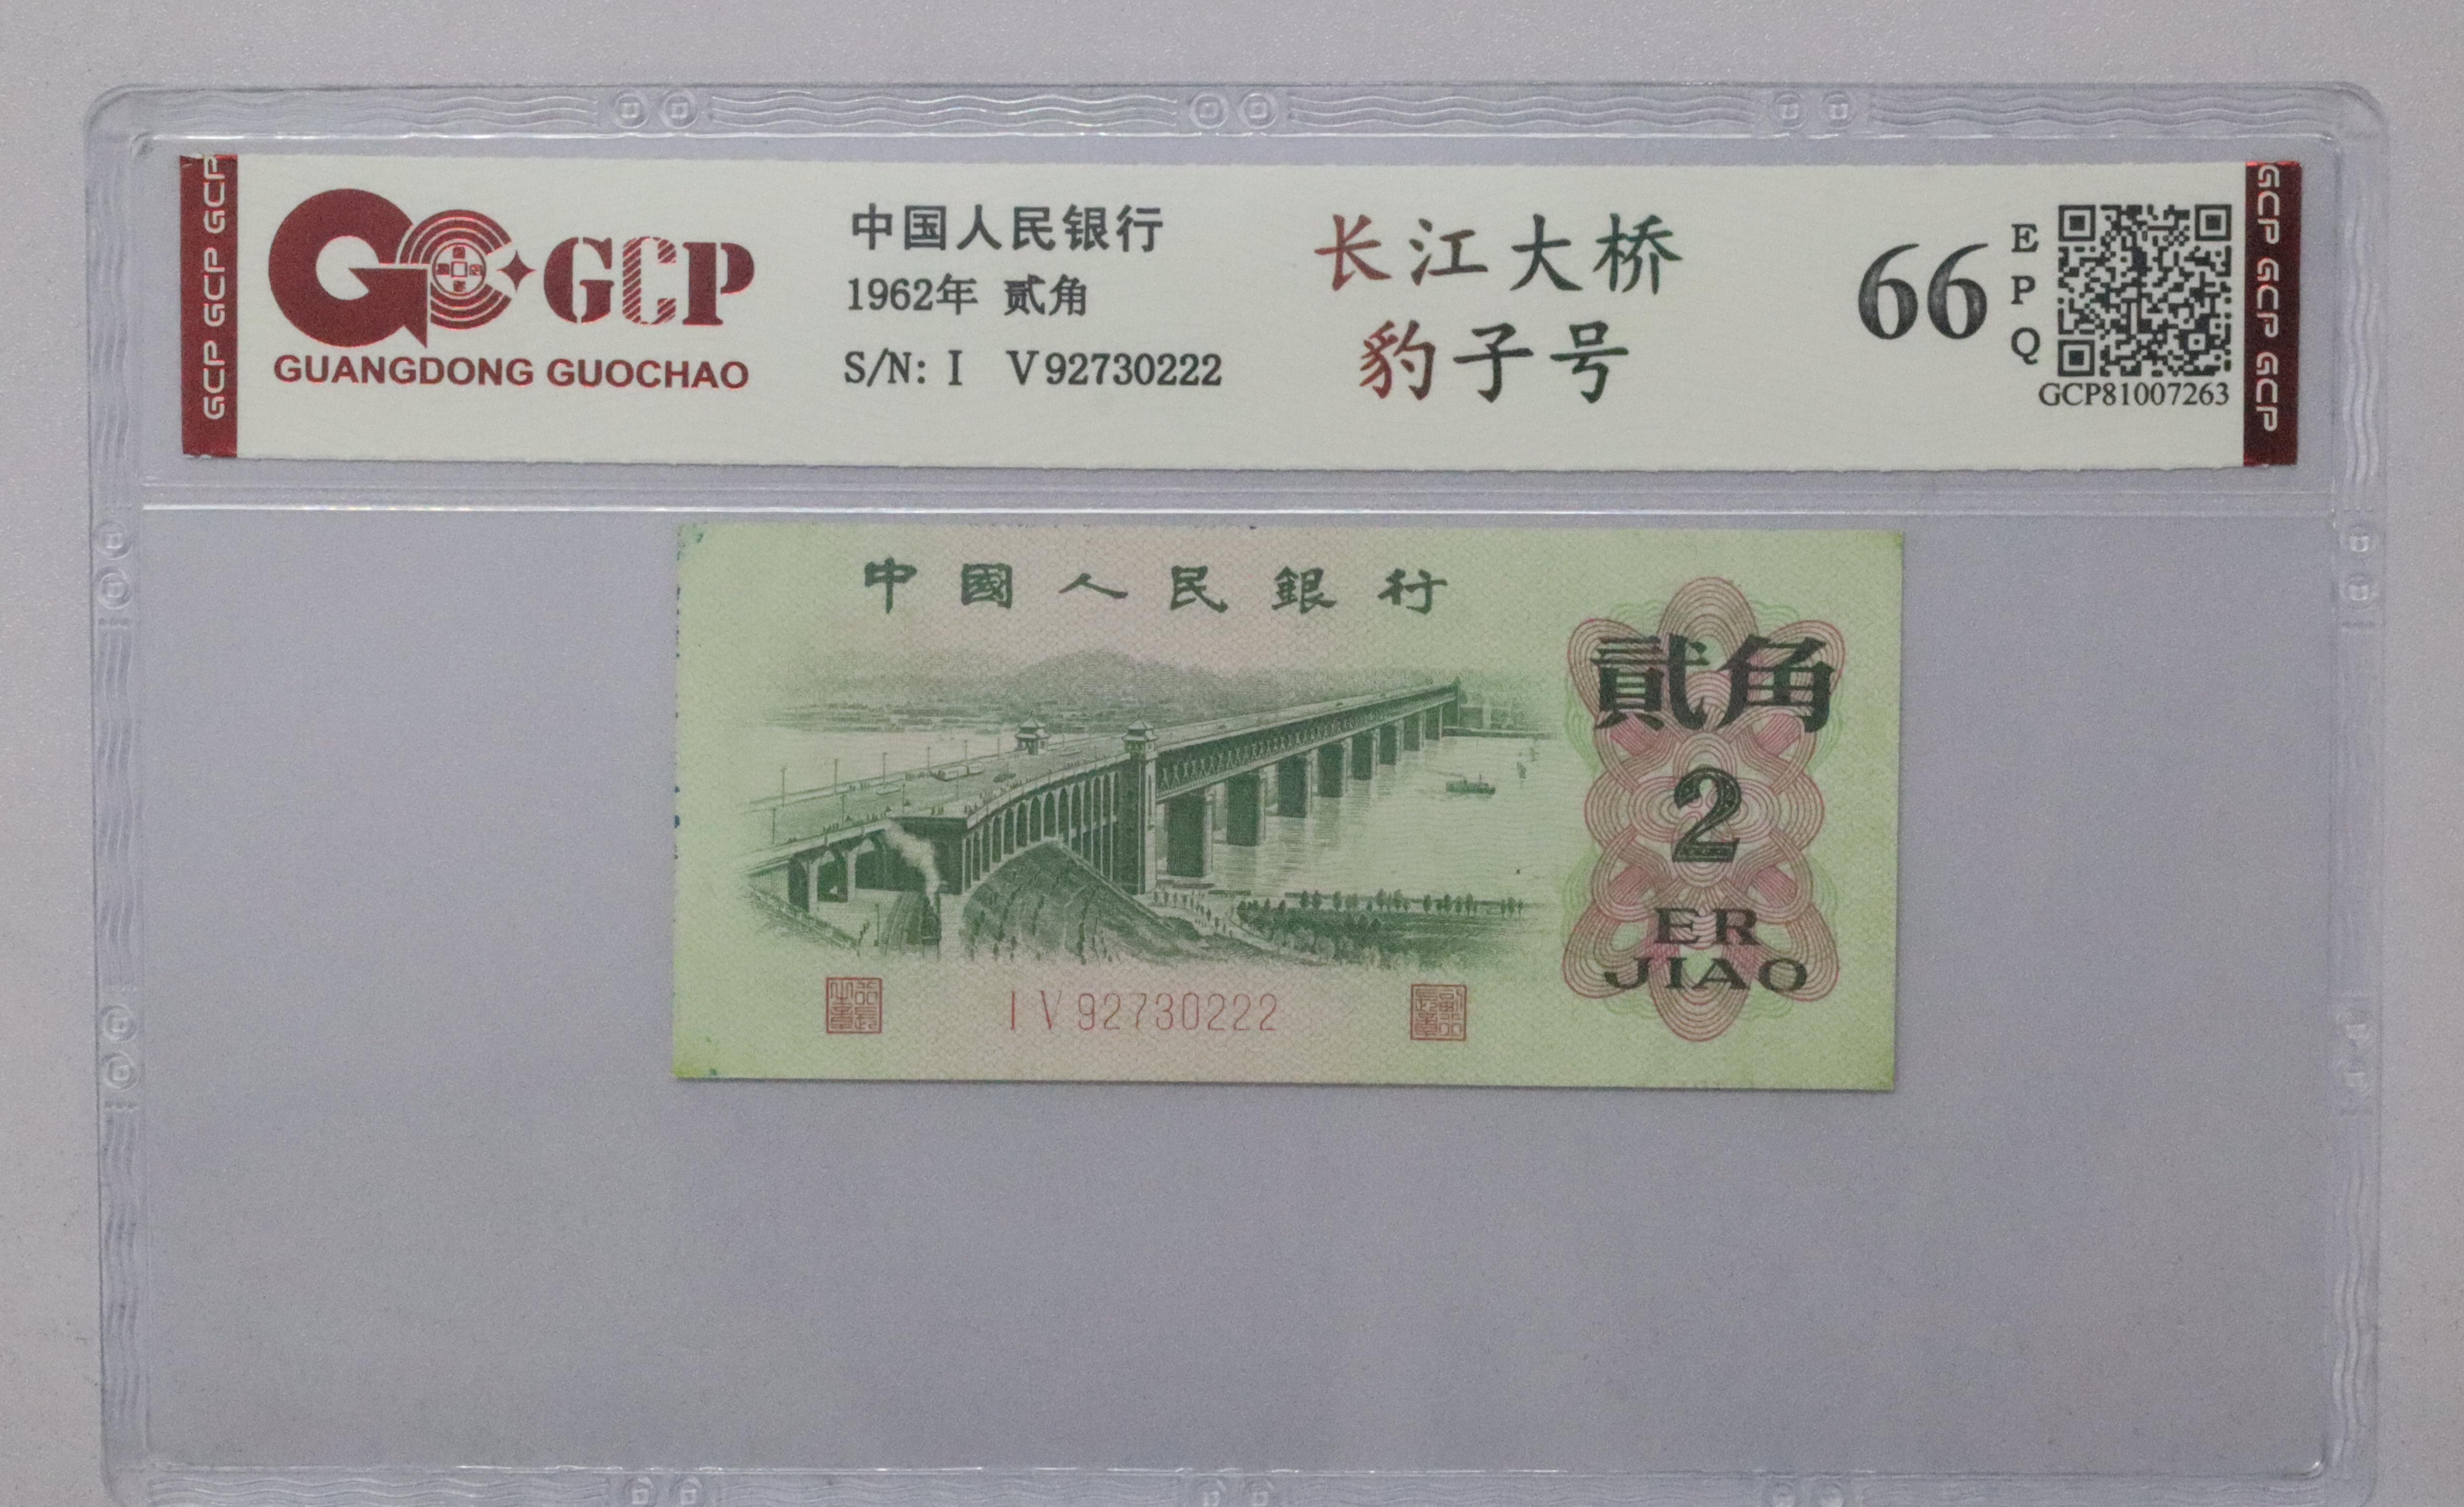 GCP GCP GCP
GCP
GUANGDONG GUOCHAO
中国人民银行
1962年 贰角
S/N: I V92730222
长江大桥
豹子号
66
EPQ
GCP81007263
GCP GCP GCP
中國人民銀行
貳角
2
ER
JIAO
I V 92730222